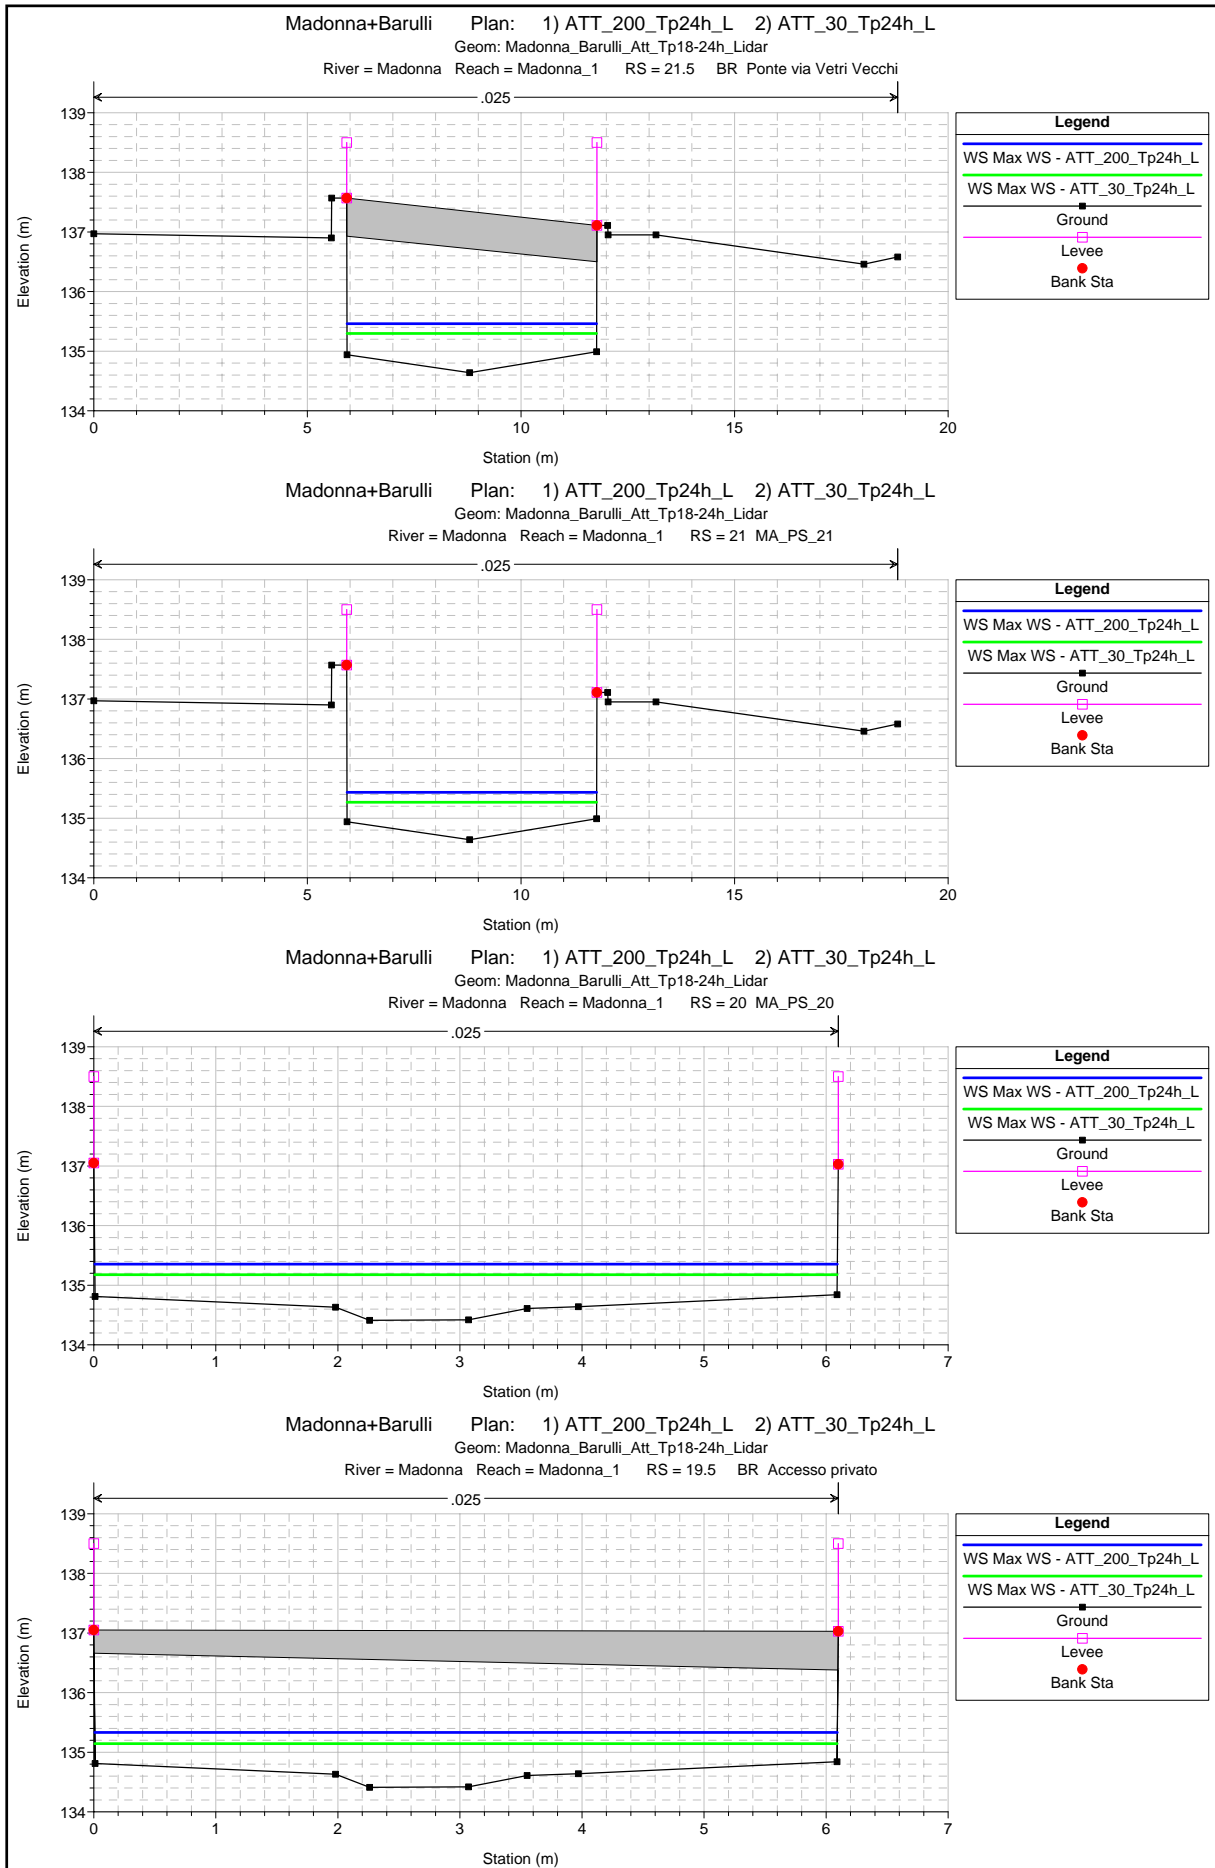 Madonna+Barulli Plan: 1) ATT_200_Tp24h_L 2) ATT_30_Tp24h_L
Geom: Madonna_Barulli_Att_Tp18-24h_Lidar
River = Madonna Reach = Madonna_1 RS = 21.5 BR Ponte via Vetri Vecchi
.025
139
138
137
136
135
134
Elevation (m)
0 5 10 15 20
Station (m)
Legend
WS Max WS - ATT_200_Tp24h_L
WS Max WS - ATT_30_Tp24h_L
Ground
Levee
Bank Sta
Madonna+Barulli Plan: 1) ATT_200_Tp24h_L 2) ATT_30_Tp24h_L
Geom: Madonna_Barulli_Att_Tp18-24h_Lidar
River = Madonna Reach = Madonna_1 RS = 21 MA_PS_21
.025
139
138
137
136
135
134
Elevation (m)
0 5 10 15 20
Station (m)
Legend
WS Max WS - ATT_200_Tp24h_L
WS Max WS - ATT_30_Tp24h_L
Ground
Levee
Bank Sta
Madonna+Barulli Plan: 1) ATT_200_Tp24h_L 2) ATT_30_Tp24h_L
Geom: Madonna_Barulli_Att_Tp18-24h_Lidar
River = Madonna Reach = Madonna_1 RS = 20 MA_PS_20
.025
139
138
137
136
135
134
Elevation (m)
0 1 2 3 4 5 6 7
Station (m)
Legend
WS Max WS - ATT_200_Tp24h_L
WS Max WS - ATT_30_Tp24h_L
Ground
Levee
Bank Sta
Madonna+Barulli Plan: 1) ATT_200_Tp24h_L 2) ATT_30_Tp24h_L
Geom: Madonna_Barulli_Att_Tp18-24h_Lidar
River = Madonna Reach = Madonna_1 RS = 19.5 BR Accesso privato
.025
139
138
137
136
135
134
Elevation (m)
0 1 2 3 4 5 6 7
Station (m)
Legend
WS Max WS - ATT_200_Tp24h_L
WS Max WS - ATT_30_Tp24h_L
Ground
Levee
Bank Sta